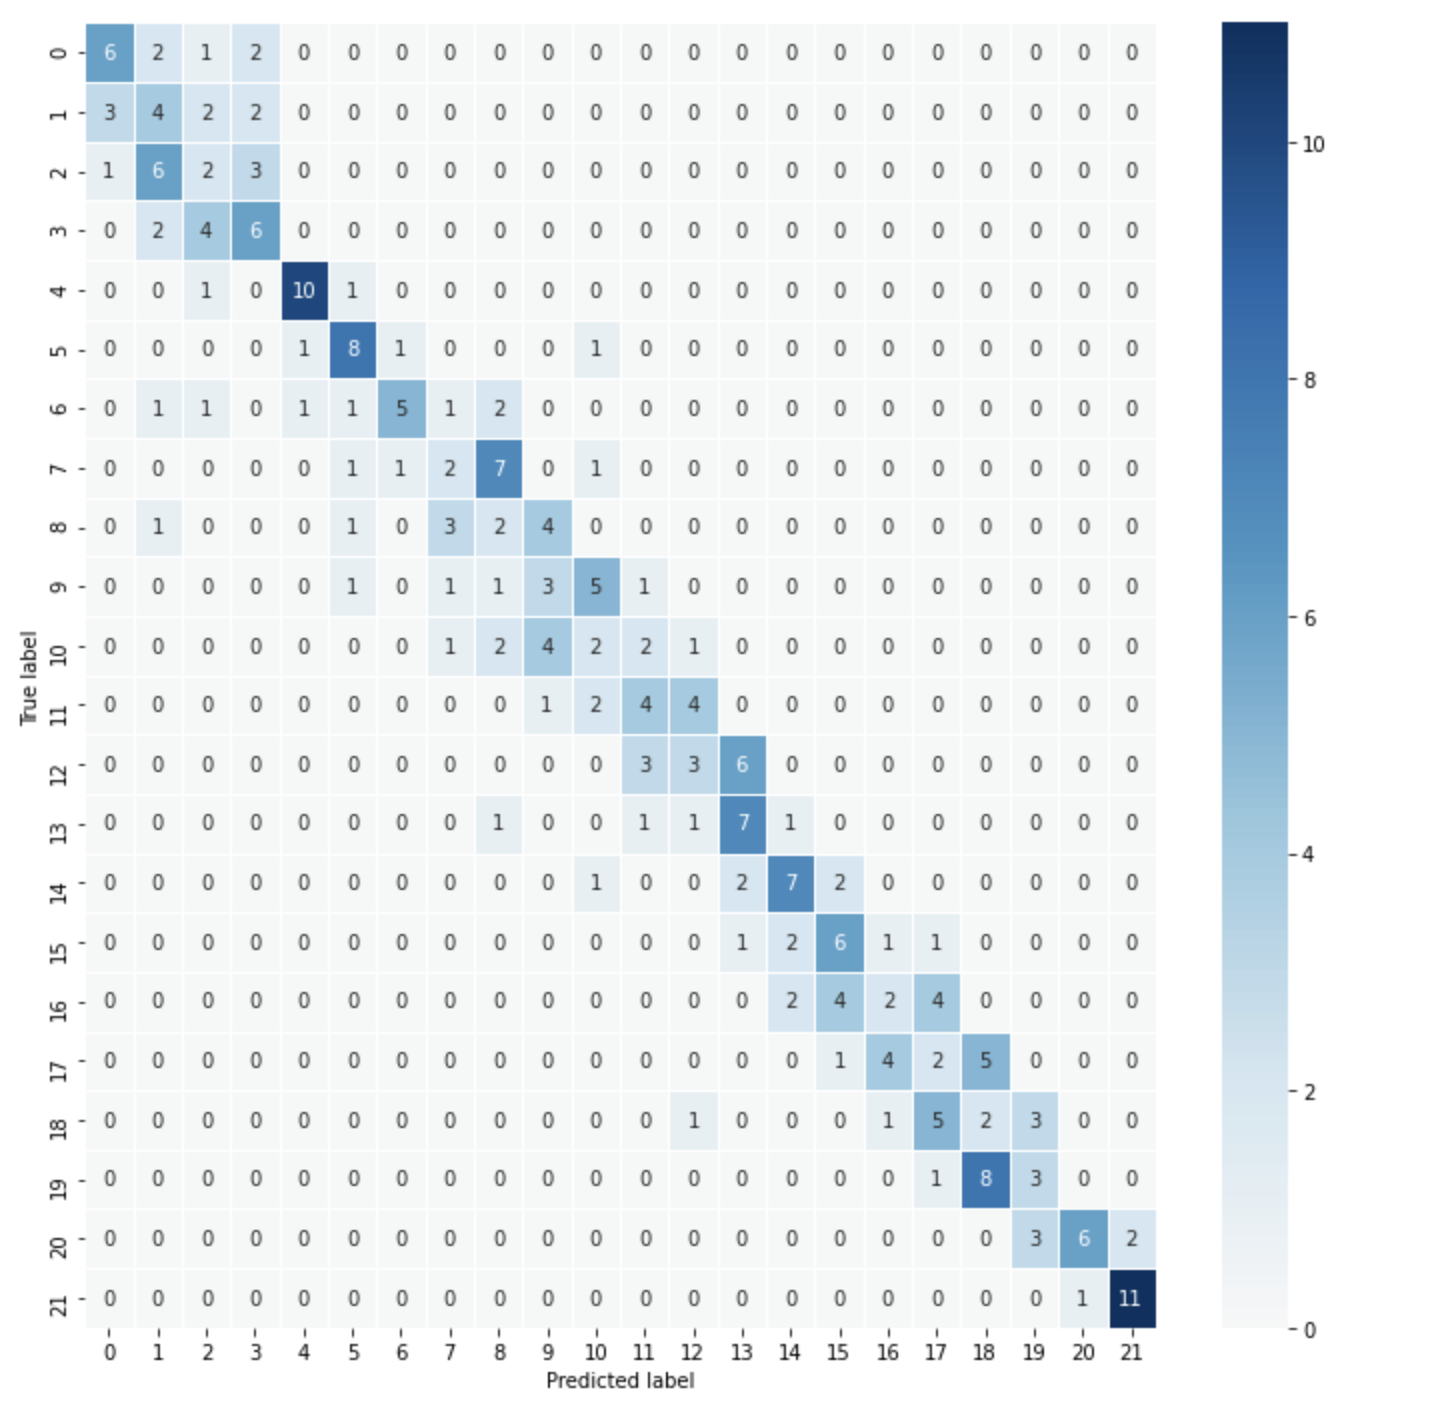 0 6 2 1 2 0 0 0 0 0 0 0 0 0 0 0 0 0 0 0 0 0 0
1 3 4 2 2 0 0 0 0 0 0 0 0 0 0 0 0 0 0 0 0 0 0
2 1 6 2 3 0 0 0 0 0 0 0 0 0 0 0 0 0 0 0 0 0 0
3 0 2 4 6 0 0 0 0 0 0 0 0 0 0 0 0 0 0 0 0 0 0
4 0 0 1 0 10 1 0 0 0 0 0 0 0 0 0 0 0 0 0 0 0 0
5 0 0 0 0 1 8 1 0 0 0 1 0 0 0 0 0 0 0 0 0 0 0
6 0 1 1 0 1 1 5 1 2 0 0 0 0 0 0 0 0 0 0 0 0 0
7 0 0 0 0 0 1 1 2 7 0 1 0 0 0 0 0 0 0 0 0 0 0
8 0 1 0 0 0 1 0 3 2 4 0 0 0 0 0 0 0 0 0 0 0 0
9 0 0 0 0 0 1 0 1 1 3 5 1 0 0 0 0 0 0 0 0 0 0
10 0 0 0 0 0 0 0 1 2 4 2 2 1 0 0 0 0 0 0 0 0 0
11 0 0 0 0 0 0 0 0 0 1 2 4 4 0 0 0 0 0 0 0 0 0
12 0 0 0 0 0 0 0 0 0 0 0 3 3 6 0 0 0 0 0 0 0 0
13 0 0 0 0 0 0 0 0 1 0 0 1 1 7 1 0 0 0 0 0 0 0
14 0 0 0 0 0 0 0 0 0 0 1 0 0 2 7 2 0 0 0 0 0 0
15 0 0 0 0 0 0 0 0 0 0 0 0 0 1 2 6 1 1 0 0 0 0
16 0 0 0 0 0 0 0 0 0 0 0 0 0 0 2 4 2 4 0 0 0 0
17 0 0 0 0 0 0 0 0 0 0 0 0 0 0 0 1 4 2 5 0 0 0
18 0 0 0 0 0 0 0 0 0 0 0 0 1 0 0 0 1 5 2 3 0 0
19 0 0 0 0 0 0 0 0 0 0 0 0 0 0 0 0 0 1 8 3 0 0
20 0 0 0 0 0 0 0 0 0 0 0 0 0 0 0 0 0 0 0 3 6 2
21 0 0 0 0 0 0 0 0 0 0 0 0 0 0 0 0 0 0 0 0 1 11
0 1 2 3 4 5 6 7 8 9 10 11 12 13 14 15 16 17 18 19 20 21
Predicted label
True label
10
8
6
4
2
0